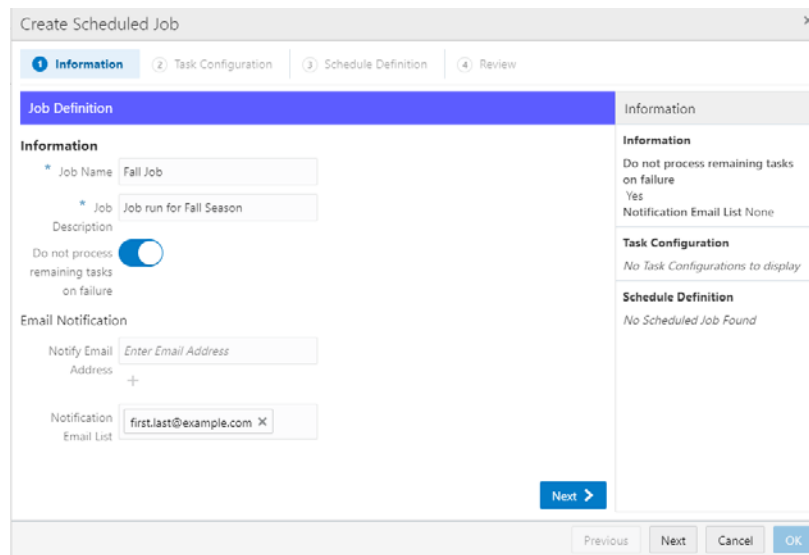 Create Scheduled Job
1 Information
2 Task Configuration
3 Schedule Definition
4 Review
Job Definition
Information
* Job Name Fall Job
* Job Description Job run for Fall Season
Do not process
remaining tasks
on failure
Email Notification
Notify Email
Address
Enter Email Address
Notification
Email List
first.last@example.com
Next
Information
Information
Do not process remaining tasks
on failure
Yes
Notification Email List None
Task Configuration
No Task Configurations to display
Schedule Definition
No Scheduled Job Found
Previous
Next
Cancel
OK